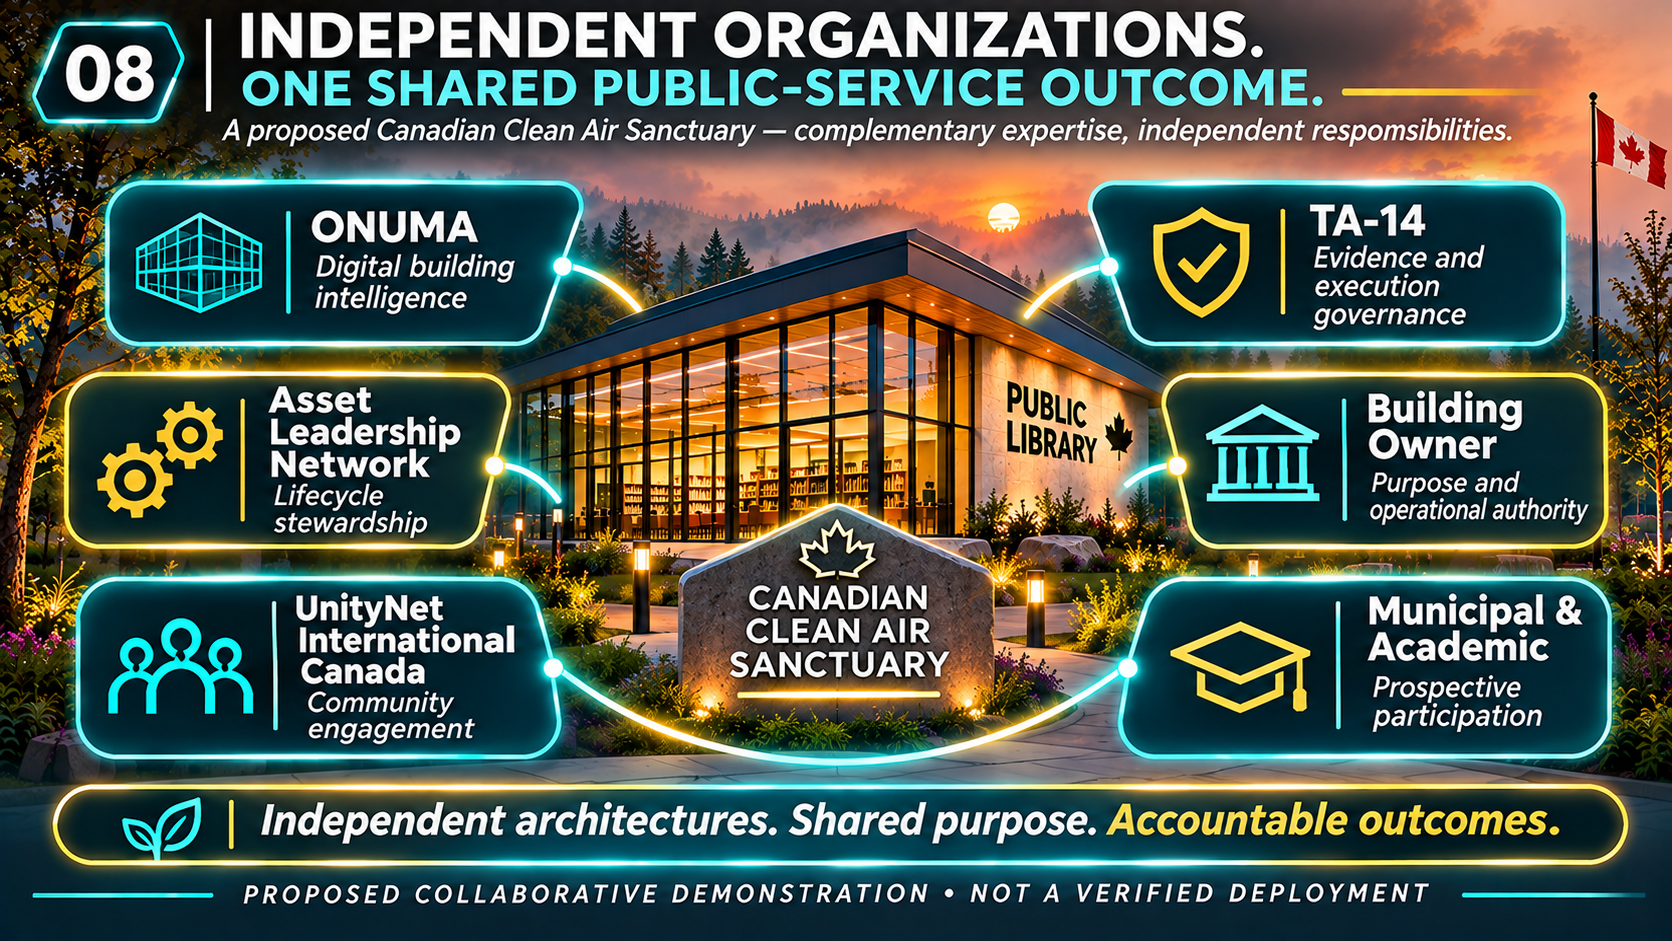 08
INDEPENDENT ORGANIZATIONS.
ONE SHARED PUBLIC-SERVICE OUTCOME.
A proposed Canadian Clean Air Sanctuary — complementary expertise, independent respomsibilities.
ONUMA
Digital building
intelligence
TA-14
Evidence and
execution
governance
Asset
Leadership
Network
Lifecycle
stewardship
PUBLIC
LIBRARY
Building
Owner
Purpose and
operational authority
UnityNet
International
Canada
Community
engagement
CANADIAN
CLEAN AIR
SANCTUARY
Municipal &
Academic
Prospective
participation
Independent architectures. Shared purpose. Accountable outcomes.
PROPOSED COLLABORATIVE DEMONSTRATION • NOT A VERIFIED DEPLOYMENT